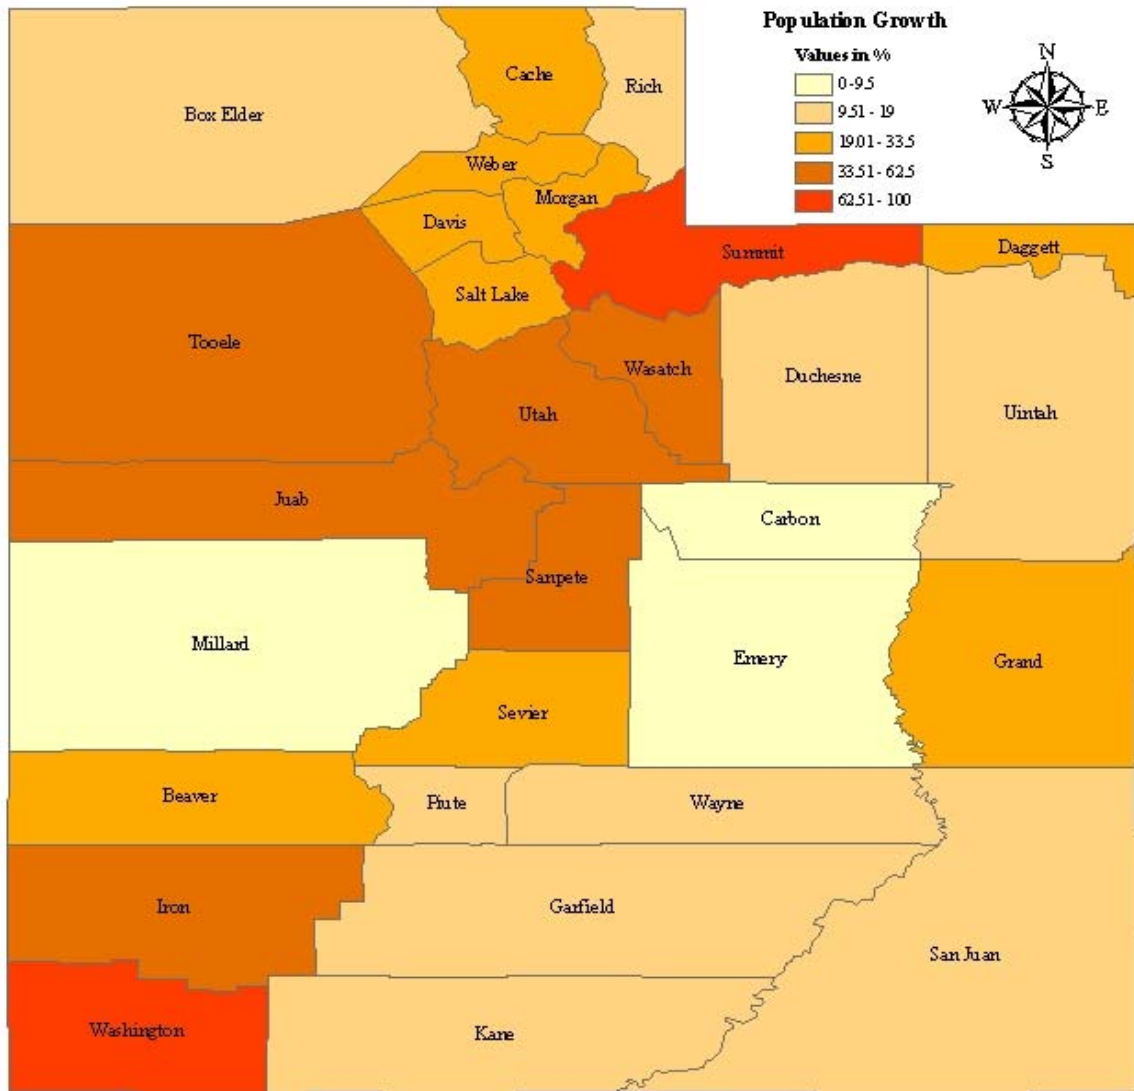 Population Growth
Values in %
0-9.5
9.51 - 19
19.01 - 33.5
33.51 - 62.5
62.51 - 100
N
W
E
S
Cache
Rich
Box Elder
Weber
Morgan
Davis
Summit
Daggett
Salt Lake
Tooele
Wasatch
Duchesne
Utah
Uintah
Juab
Carbon
Sanpete
Millard
Emery
Grand
Sevier
Beaver
Piute
Wayne
Iron
Garfield
San Juan
Washington
Kane